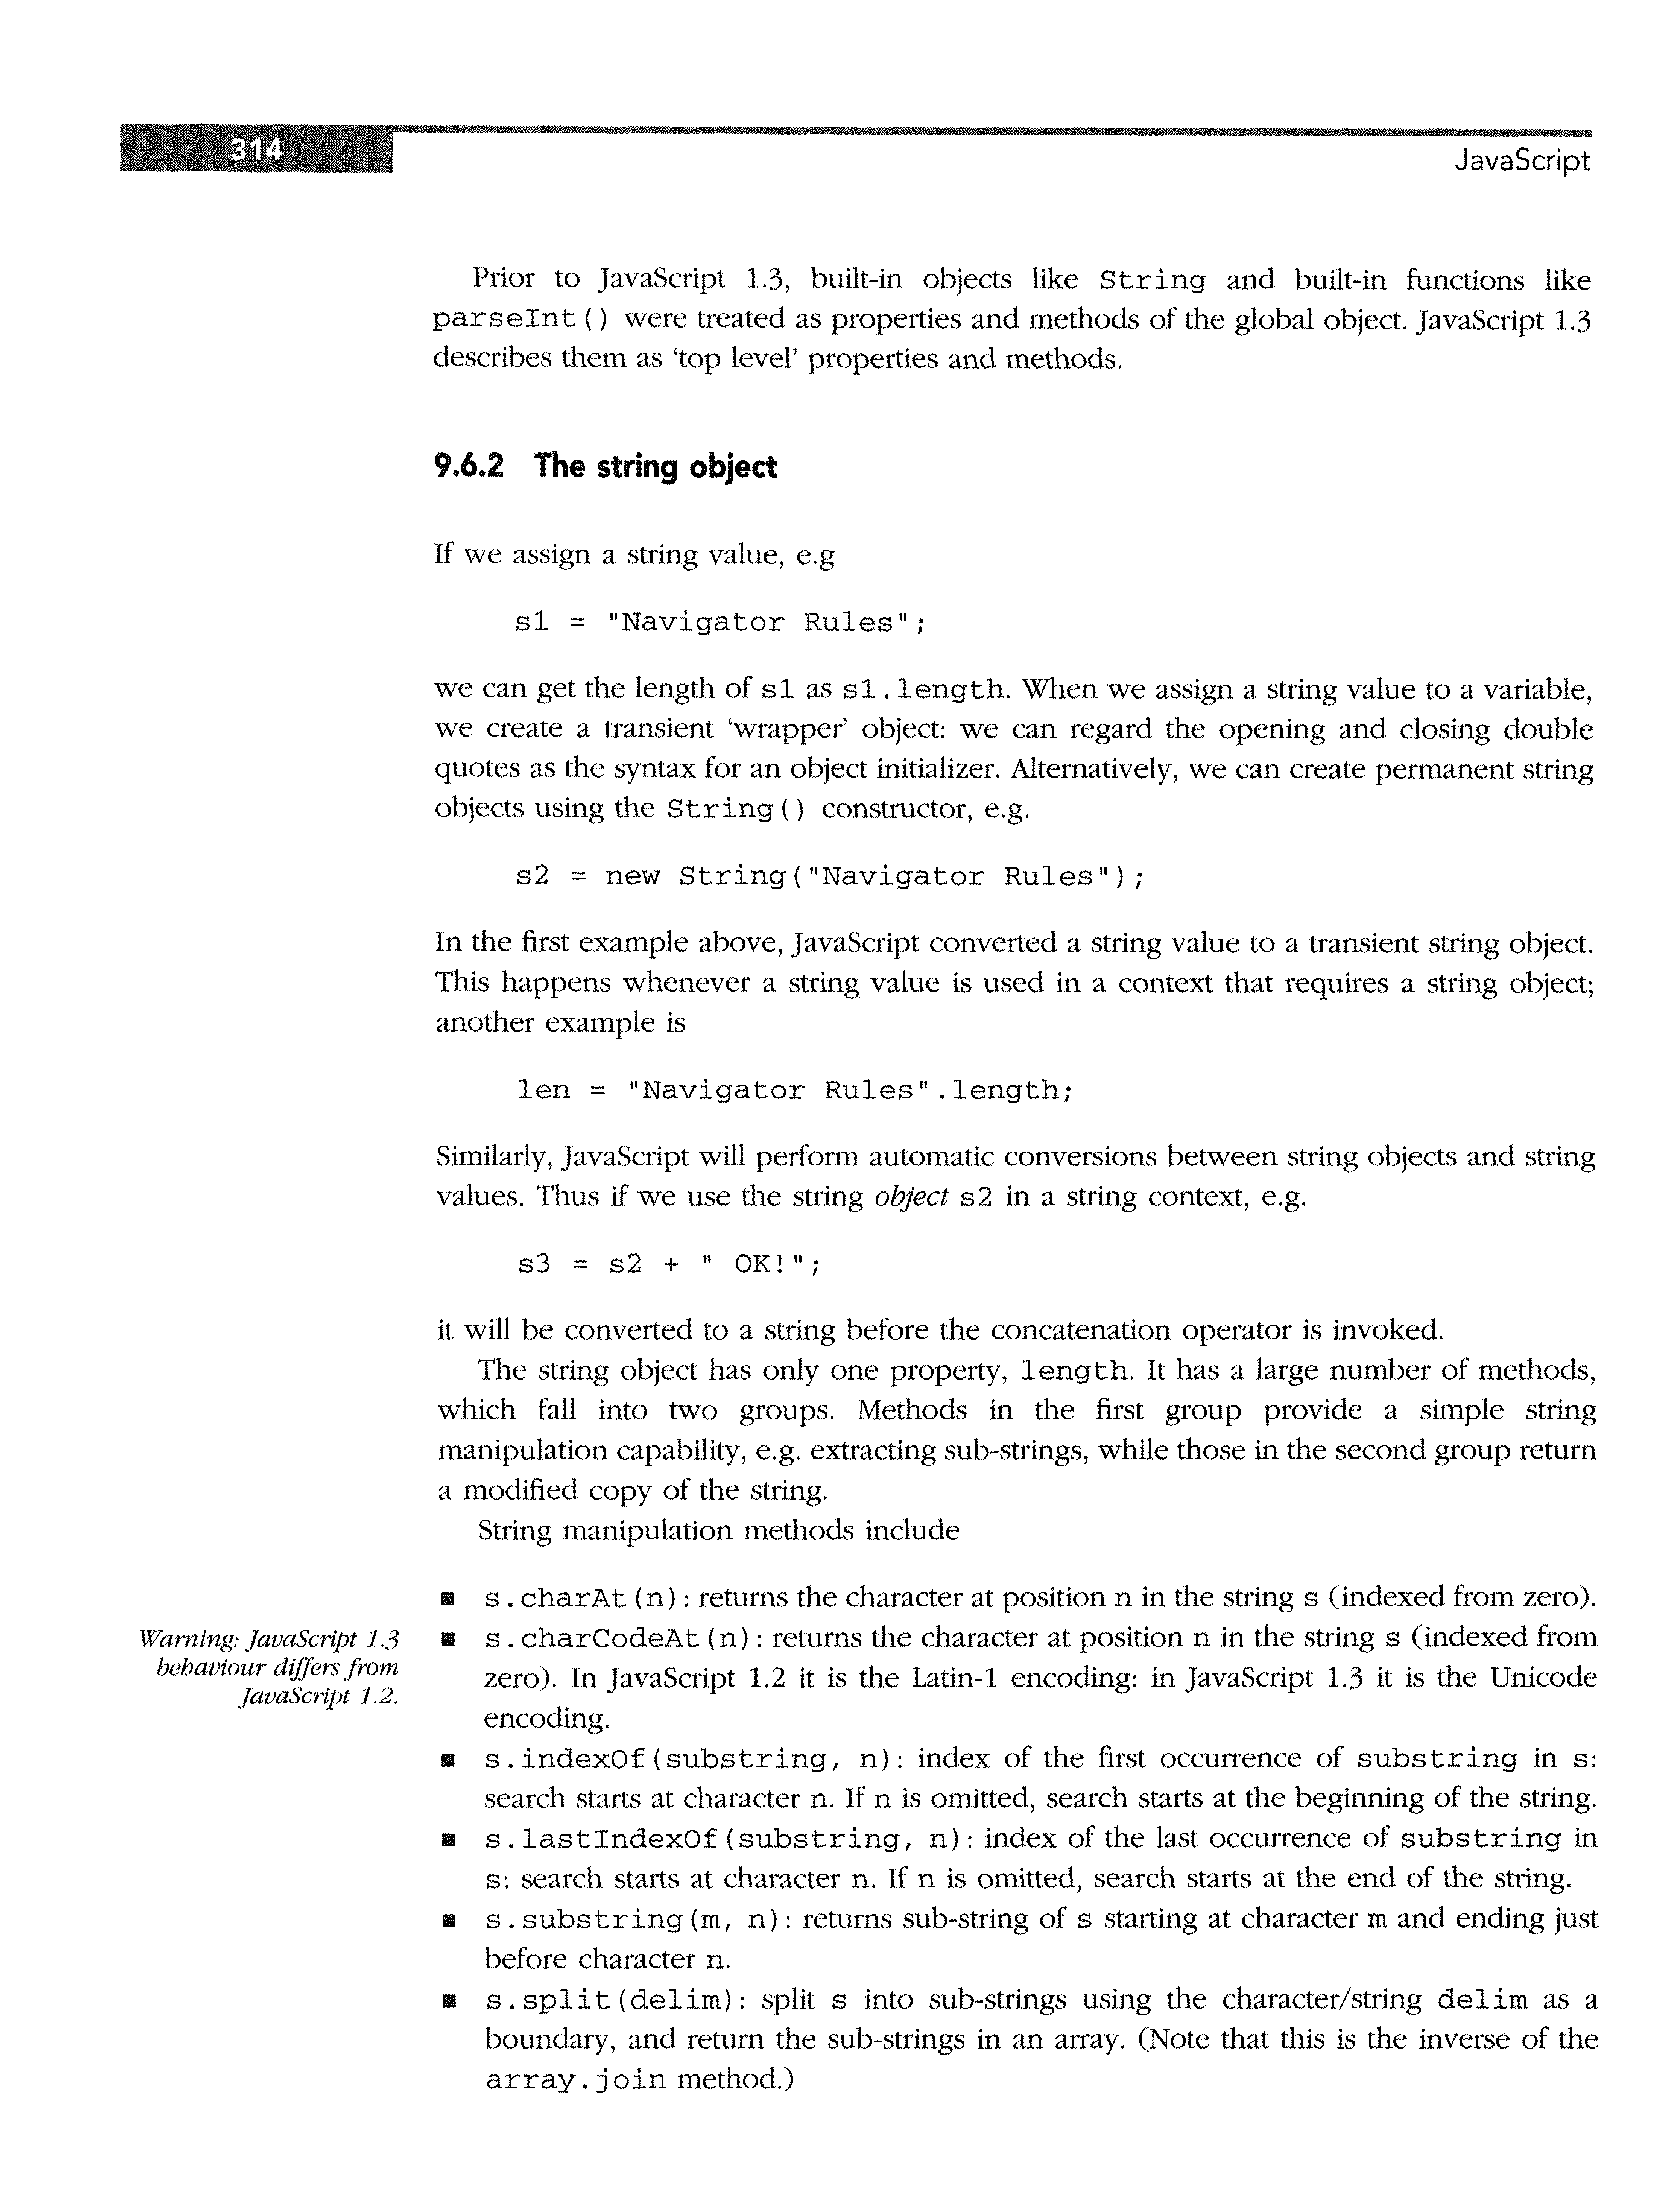 314
JavaScript
Prior to JavaScript 1.3, built-in objects like String and built-in functions like
parseInt() were treated as properties and methods of the global object. JavaScript 1.3
describes them as ‘top level’ properties and methods.
9.6.2 The string object
If we assign a string value, e.g
s1 = "Navigator Rules";
we can get the length of s1 as s1.length. When we assign a string value to a variable,
we create a transient ‘wrapper’ object: we can regard the opening and closing double
quotes as the syntax for an object initializer. Alternatively, we can create permanent string
objects using the String() constructor, e.g.
s2 = new String("Navigator Rules");
In the first example above, JavaScript converted a string value to a transient string object.
This happens whenever a string value is used in a context that requires a string object;
another example is
len = "Navigator Rules".length;
Similarly, JavaScript will perform automatic conversions between string objects and string
values. Thus if we use the string object s2 in a string context, e.g.
s3 = s2 + " OK!";
it will be converted to a string before the concatenation operator is invoked.
The string object has only one property, length. It has a large number of methods,
which fall into two groups. Methods in the first group provide a simple string
manipulation capability, e.g. extracting sub-strings, while those in the second group return
a modified copy of the string.
String manipulation methods include
■ s.charAt(n): returns the character at position n in the string s (indexed from zero).
Warning: JavaScript 1.3
behaviour differs from
JavaScript 1.2.
■ s.charCodeAt(n): returns the character at position n in the string s (indexed from
zero). In JavaScript 1.2 it is the Latin-1 encoding: in JavaScript 1.3 it is the Unicode
encoding.
■ s.indexOf(substring, n): index of the first occurrence of substring in s:
search starts at character n. If n is omitted, search starts at the beginning of the string.
■ s.lastIndexOf(substring, n): index of the last occurrence of substring in
s: search starts at character n. If n is omitted, search starts at the end of the string.
■ s.substring(m, n): returns sub-string of s starting at character m and ending just
before character n.
■ s.split(delim): split s into sub-strings using the character/string delim as a
boundary, and return the sub-strings in an array. (Note that this is the inverse of the
array.join method.)